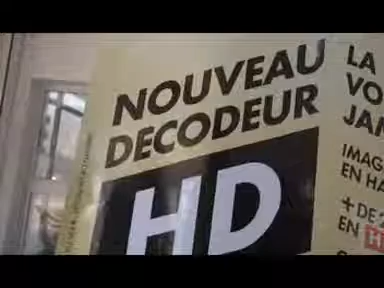 NOUVEAU
DECODEUR
HD
LA
VO
JAM
IMAG
EN HA
+ DE
EN H